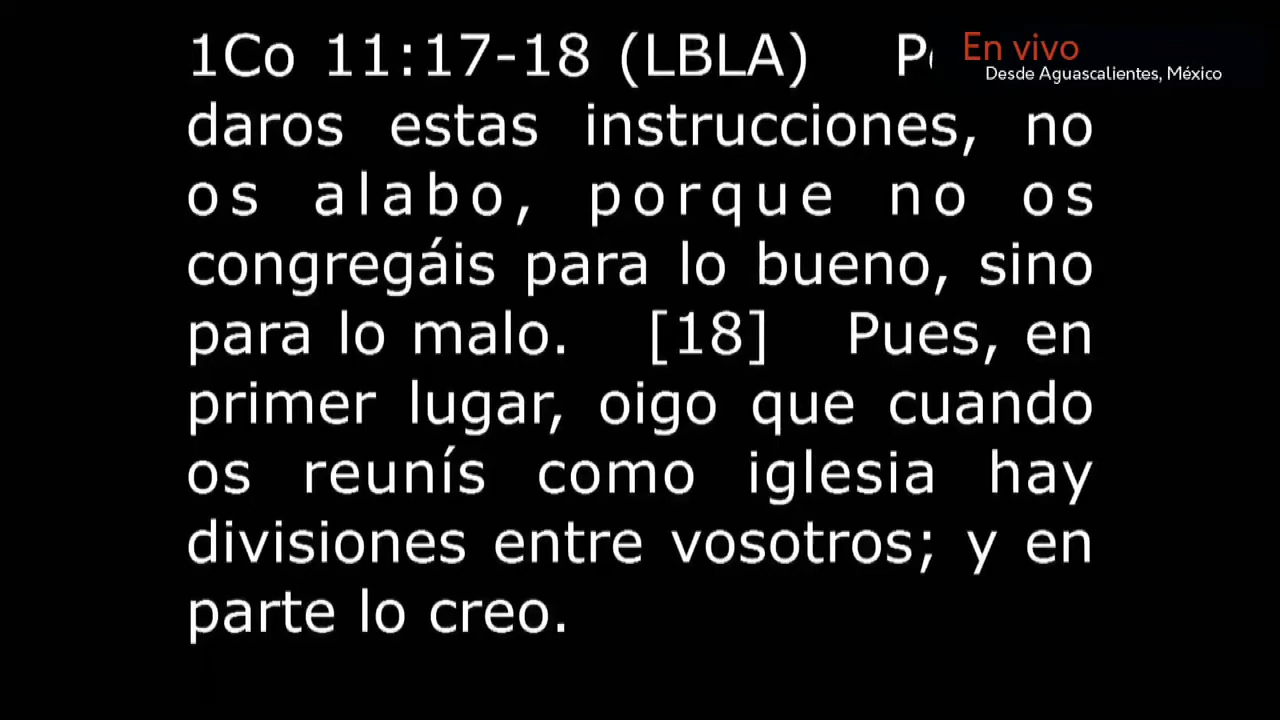 1Co 11:17-18 (LBLA)
En vivo
Desde Aguascalientes, México
daros estas instrucciones, no
os alabo, porque no os
congregáis para lo bueno, sino
para lo malo. [18] Pues, en
primer lugar, oigo que cuando
os reunís como iglesia hay
divisiones entre vosotros; y en
parte lo creo.